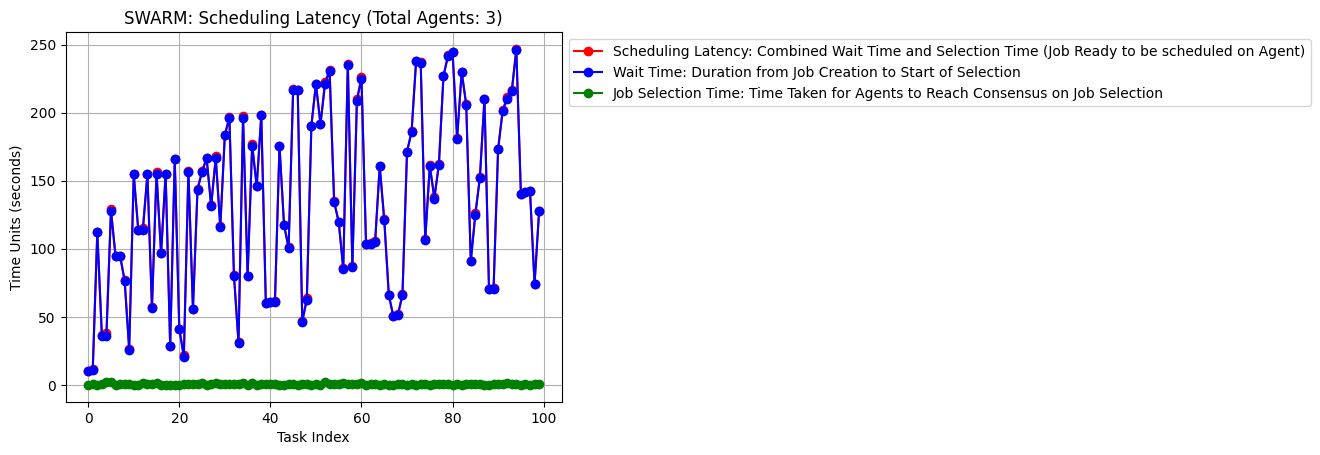 SWARM: Scheduling Latency (Total Agents: 3)
Scheduling Latency: Combined Wait Time and Selection Time (Job Ready to be scheduled on Agent)
Wait Time: Duration from Job Creation to Start of Selection
Job Selection Time: Time Taken for Agents to Reach Consensus on Job Selection
Time Units (seconds)
250
200
150
100
50
0
0 20 40 60 80 100
Task Index